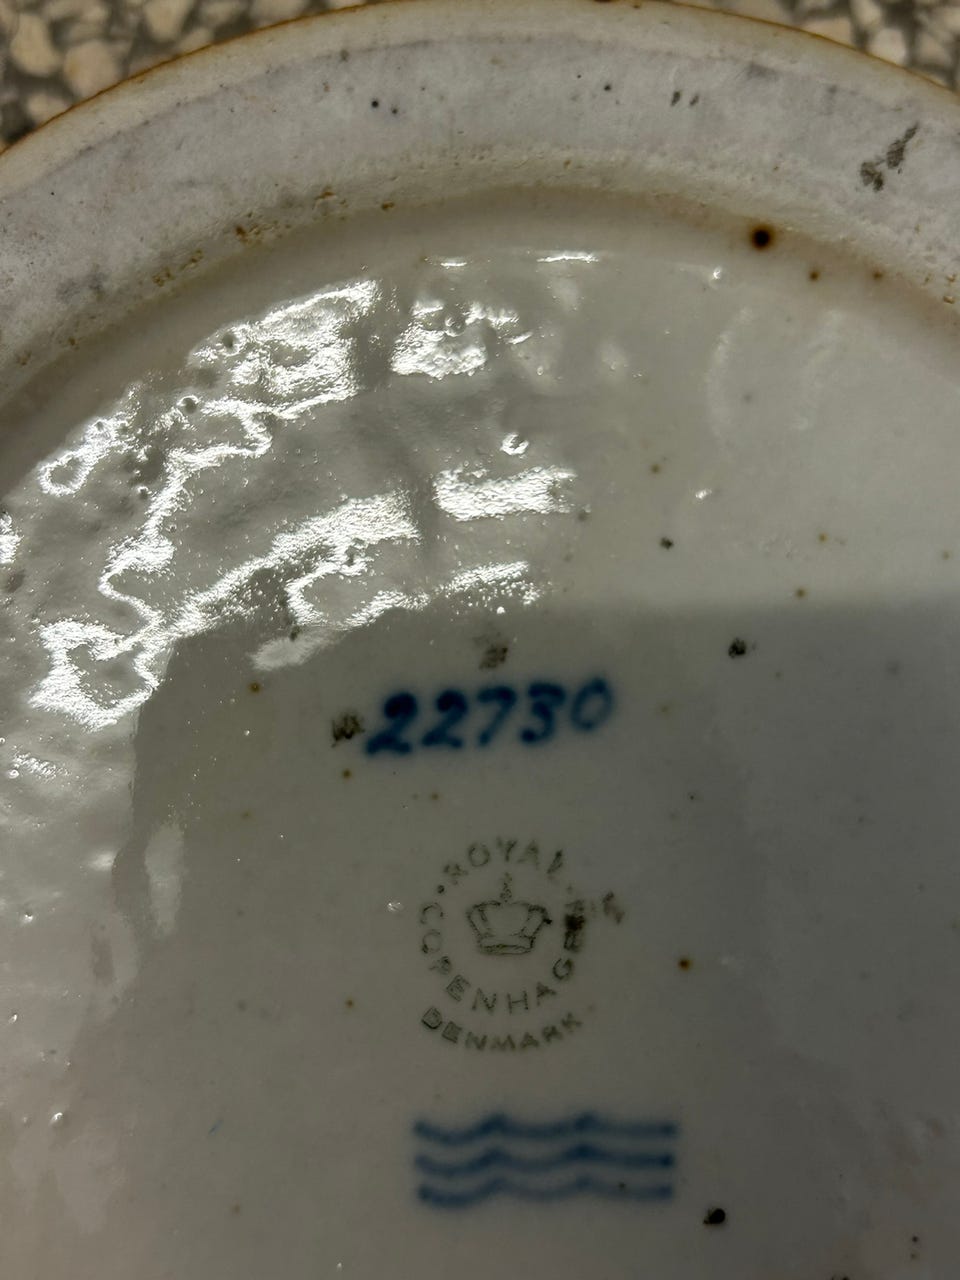 22730
ROYAL
COPENHAGEN
DENMARK